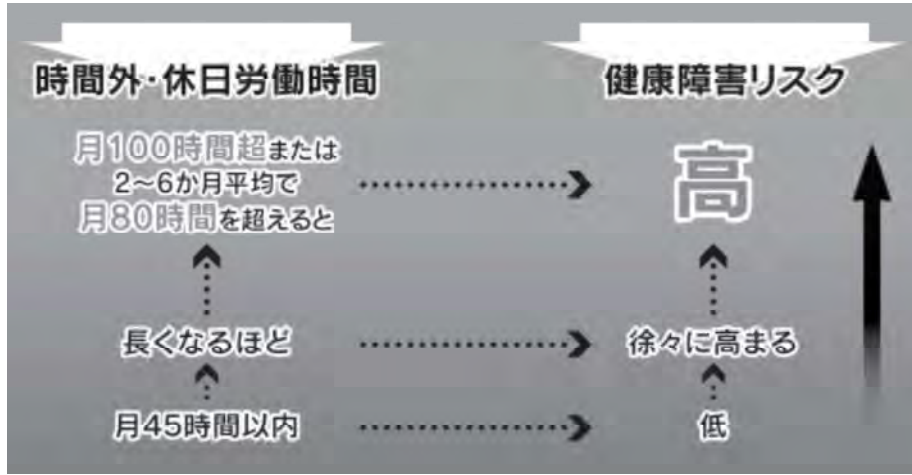 時間外・休日労働時間
健康障害リスク
月100時間超または
2〜6か月平均で
月80時間を超えると
高
長くなるほど
徐々に高まる
月45時間以内
低